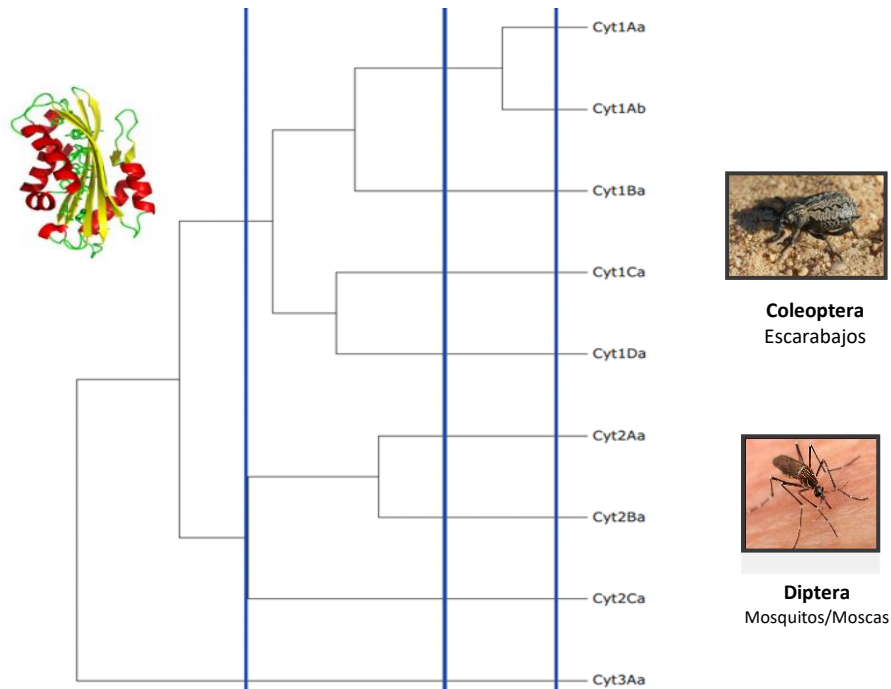 Cyt1Aa
Cyt1Ab
Cyt1Ba
Cyt1Ca
Cyt1Da
Cyt2Aa
Cyt2Ba
Cyt2Ca
Cyt3Aa
Coleoptera
Escarabajos
Diptera
Mosquitos/Moscas